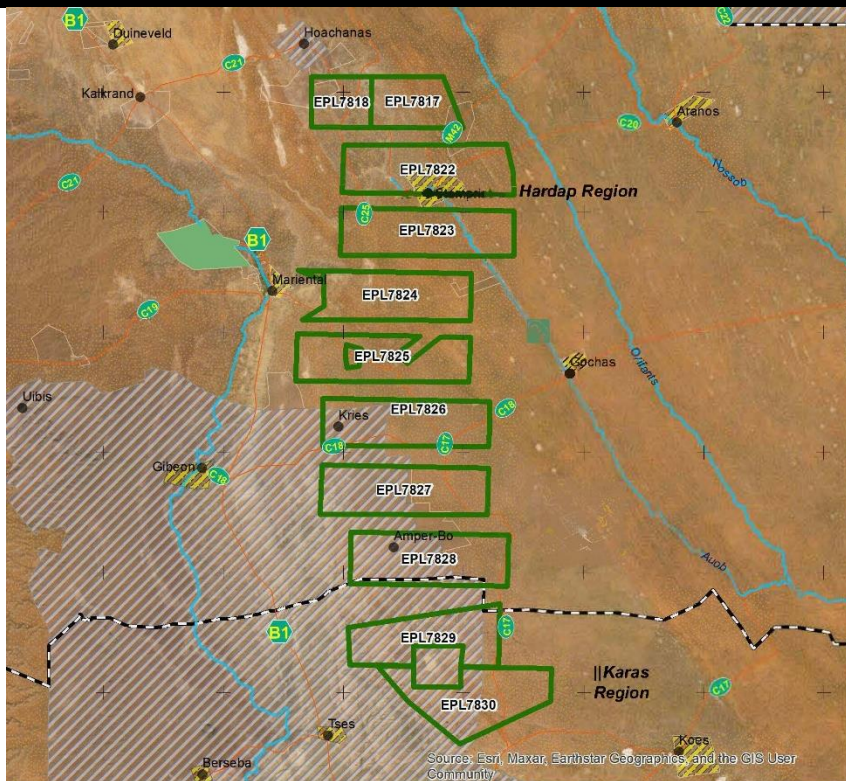 B1
C22
Duineveld
Hoachanas
C21
Kalkrand
EPL7818
EPL7817
Aranos
C20
M42
EPL7822
Nossob
C21
Hardap Region
C25
EPL7823
B1
Mariental
EPL7824
C19
EPL7825
Olifants
Gochas
Uibis
EPL7826
C18
Kries
C18
C17
Gibeon
C18
EPL7827
Amper-Bo
EPL7828
Auob
B1
EPL7829
C17
||Karas
Region
C17
EPL7830
Tses
Koes
Berseba
Source: Esri, Maxar, Earthstar Geographics, and the GIS User
Community